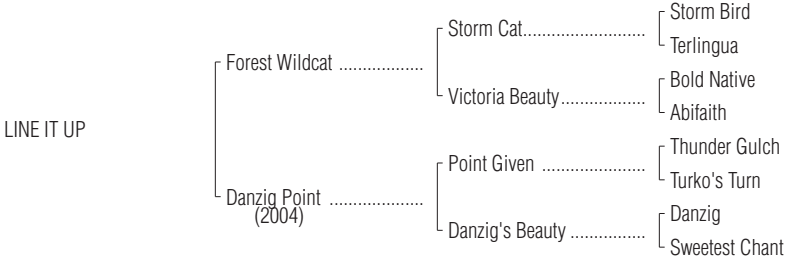 Storm Bird
Storm Cat..........................
Terlingua
Forest Wildcat ..................
Bold Native
Victoria Beauty..................
Abifaith
LINE IT UP
Thunder Gulch
Point Given ......................
Turko's Turn
Danzig Point ....................
(2004)
Danzig
Danzig's Beauty ................
Sweetest Chant